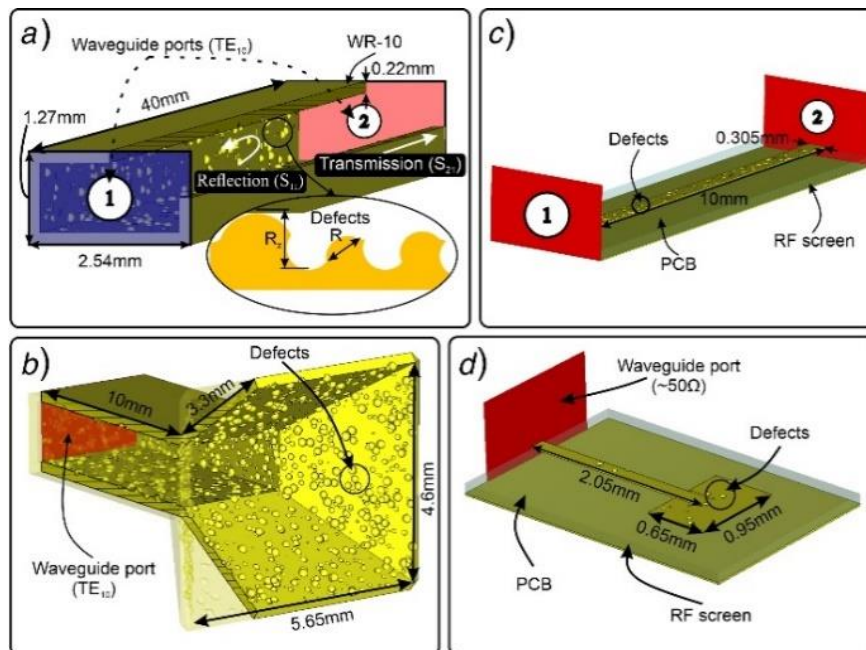 a)
Waveguide ports (TE₁₀)
WR-10
0.22mm
40mm
1.27mm
2
1
Reflection (S₁₁)
Transmission (S₂₁)
Defects
R
R_z
2.54mm
c)
2
Defects
0.305mm
10mm
1
PCB
RF screen
b)
Defects
10mm
3.3mm
4.6mm
Waveguide port
(TE₁₀)
5.65mm
d)
Waveguide port
(~50Ω)
Defects
2.05mm
0.65mm
0.95mm
PCB
RF screen